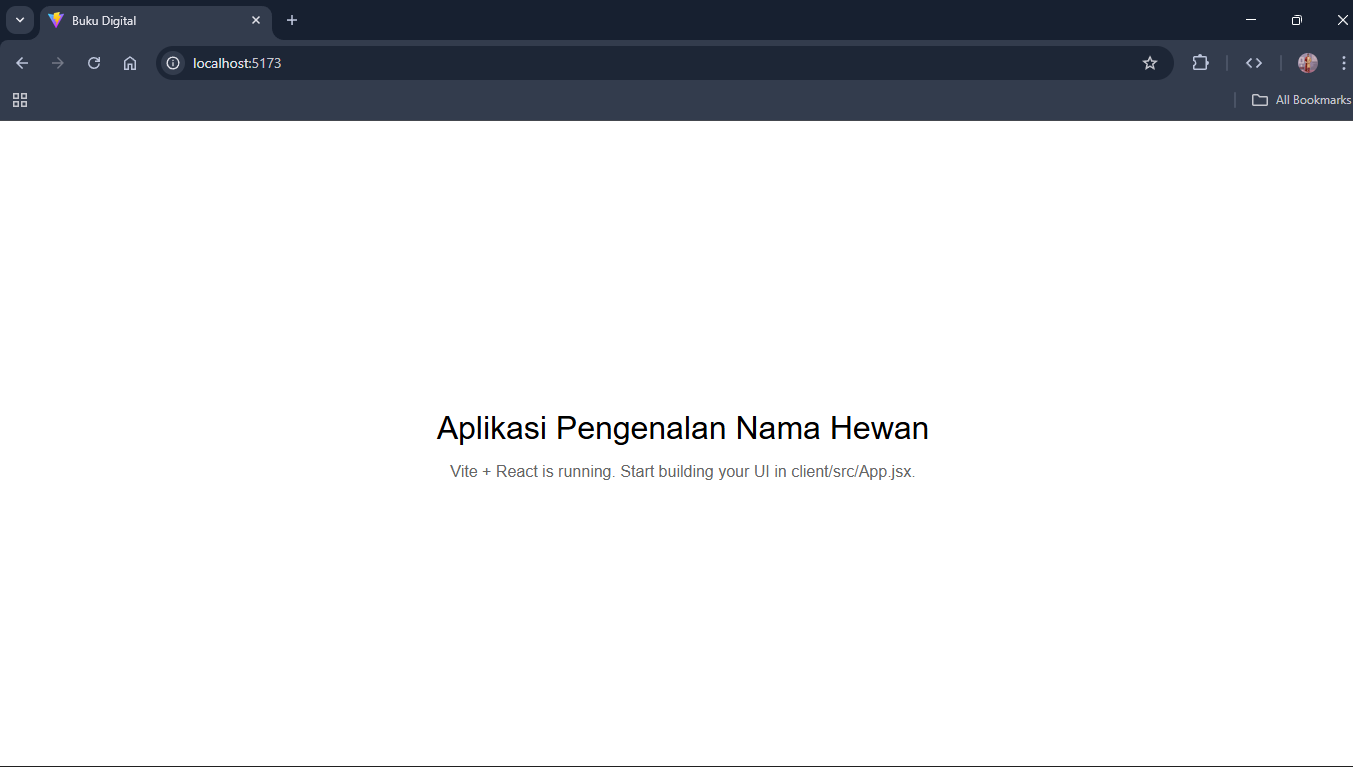 Buku Digital
localhost:5173
All Bookmarks
Aplikasi Pengenalan Nama Hewan
Vite + React is running. Start building your UI in client/src/App.jsx.